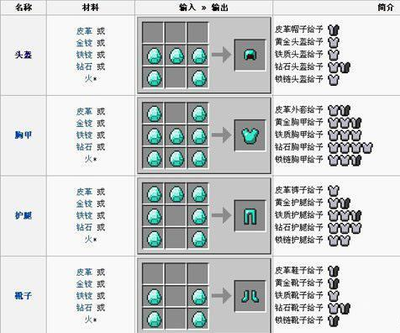 名称 材料 输入 » 输出 简介
头盔
皮革 或
金锭 或
铁锭 或
钻石 或
火*
皮革帽子给予
黄金头盔给予
铁质头盔给予
钻石头盔给予
铁链头盔给予
胸甲
皮革 或
金锭 或
铁锭 或
钻石 或
火*
皮革外套给予
黄金胸甲给予
铁质胸甲给予
钻石胸甲给予
铁链胸甲给予
护腿
皮革 或
金锭 或
铁锭 或
钻石 或
火*
皮革裤子给予
黄金护腿给予
铁质护腿给予
钻石护腿给予
铁链护腿给予
靴子
皮革 或
金锭 或
铁锭 或
钻石 或
火*
皮革鞋子给予
黄金靴子给予
铁质靴子给予
钻石靴子给予
铁链靴子给予